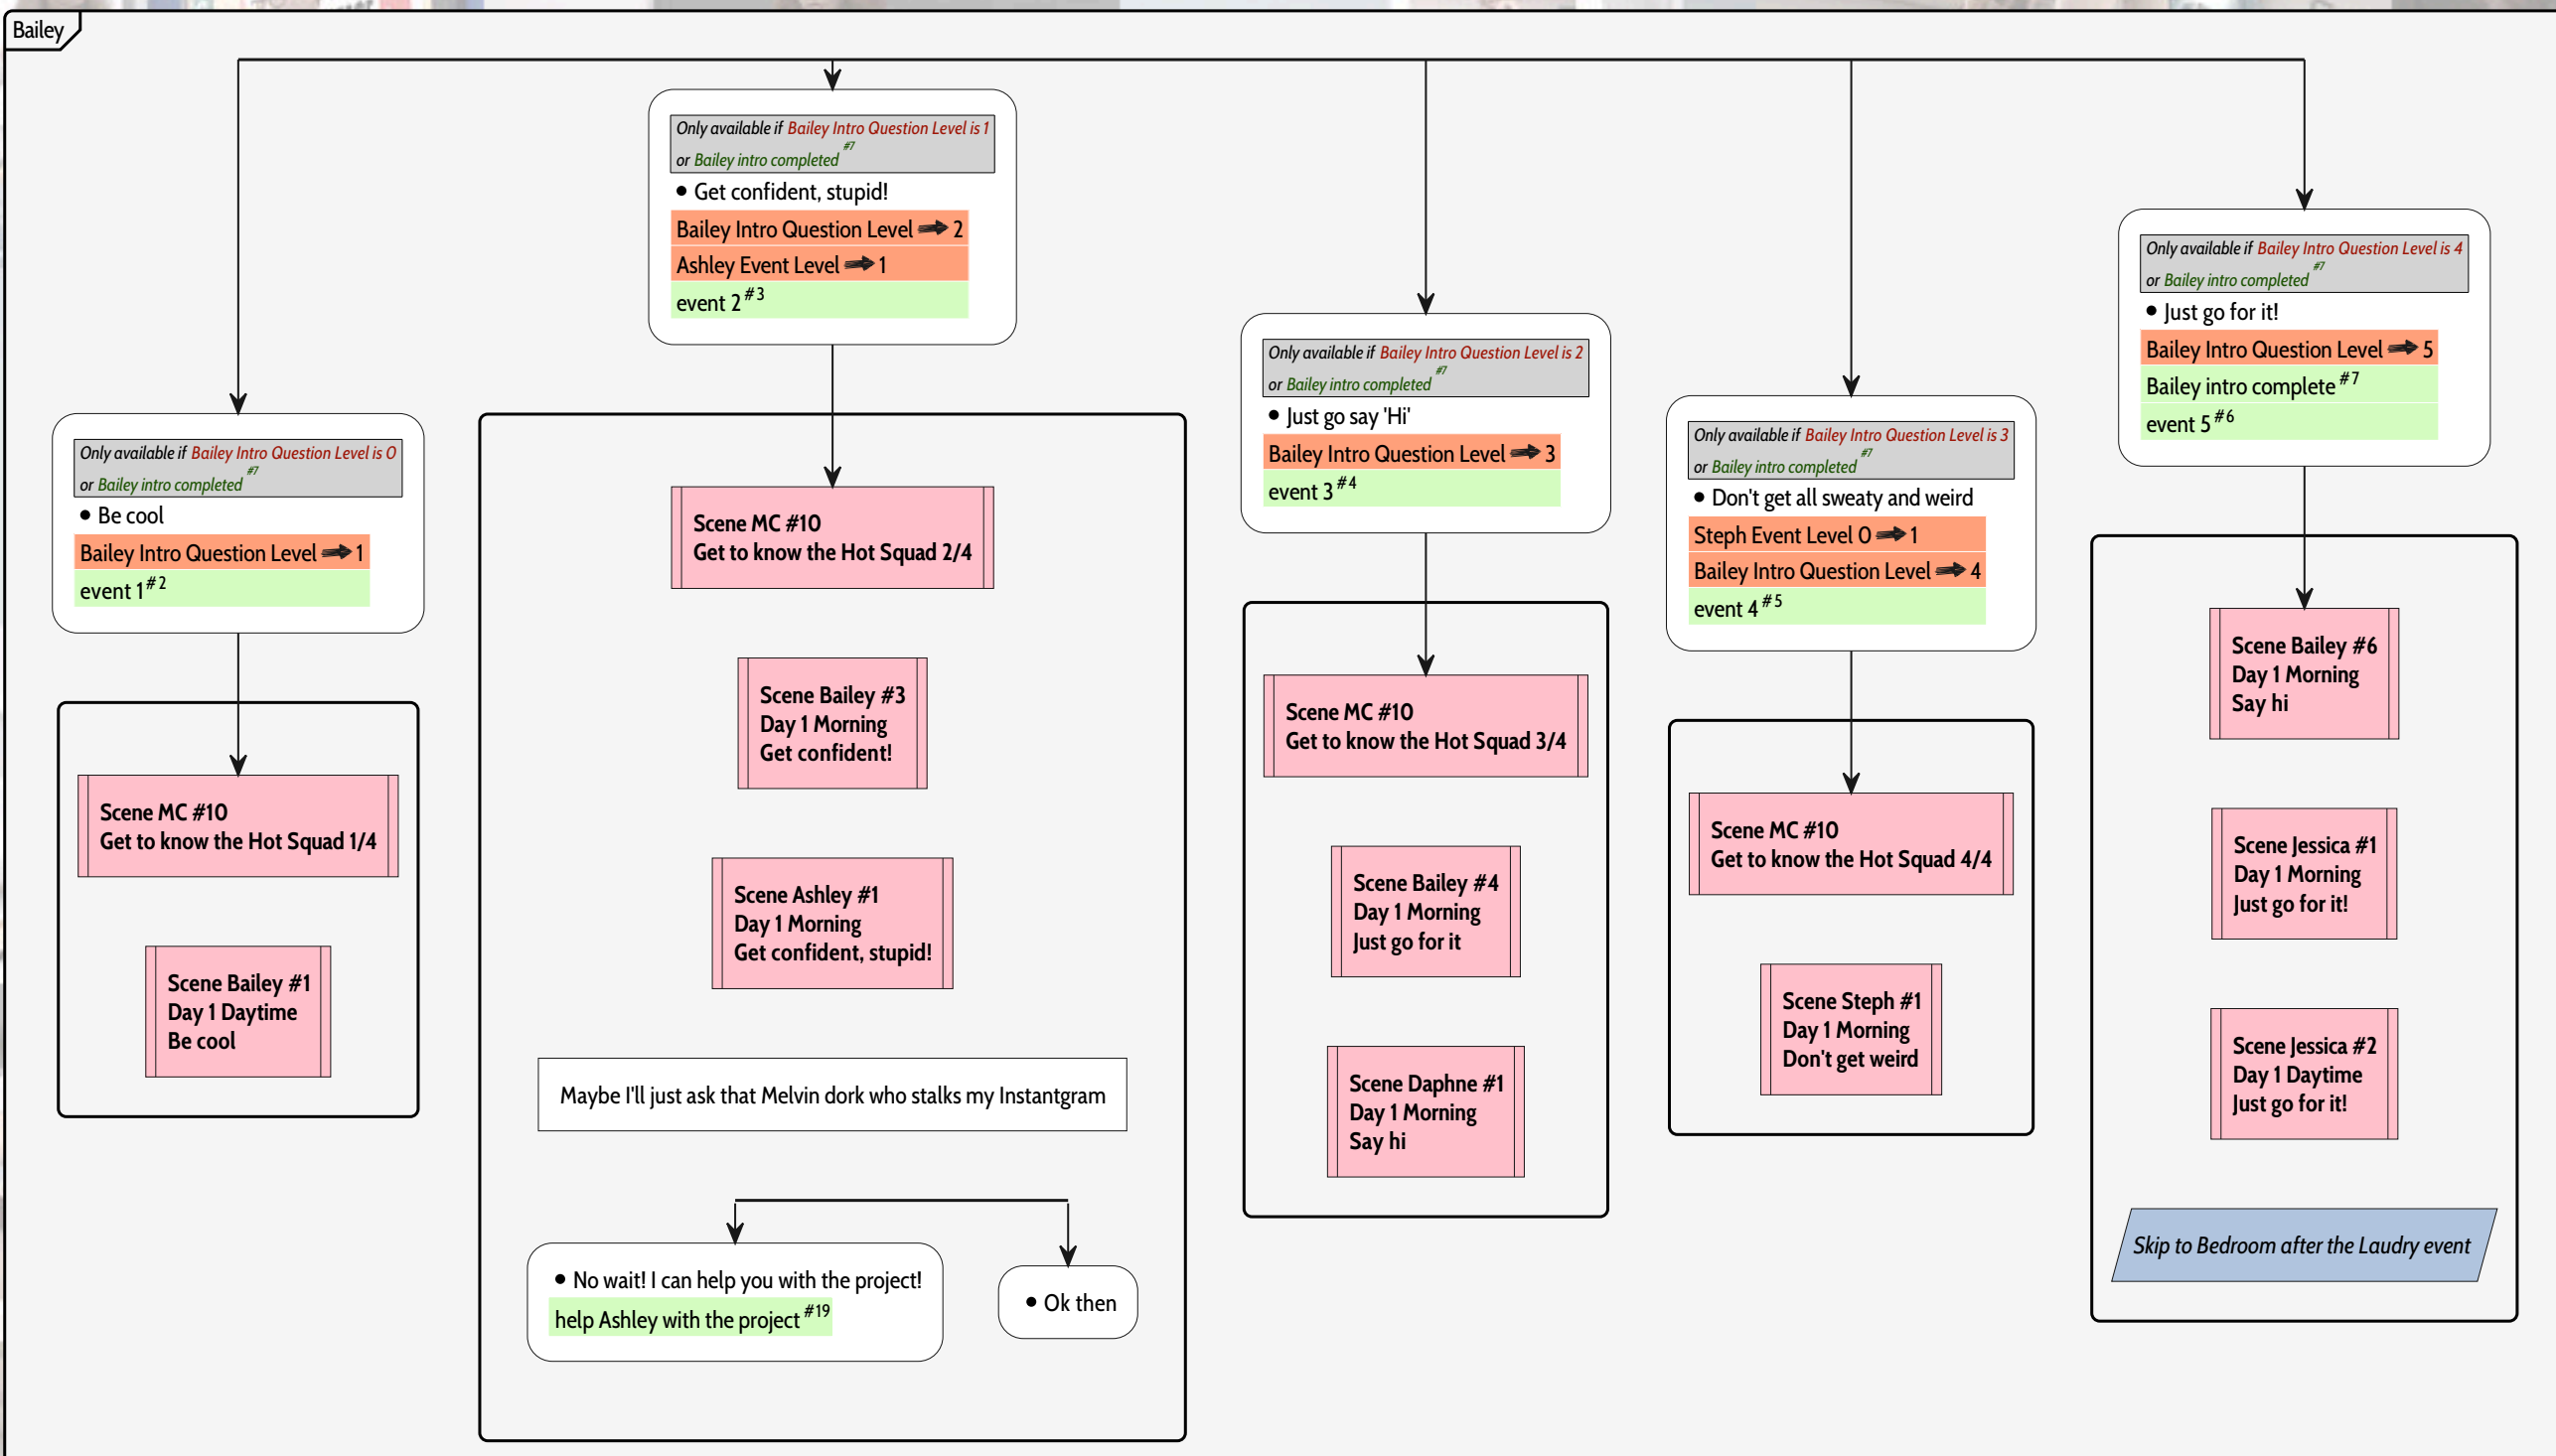 Bailey
Only available if Bailey Intro Question Level is 0
or Bailey intro completed #7
• Be cool
Bailey Intro Question Level ➡ 1
event 1 #2
Scene MC #10
Get to know the Hot Squad 1/4
Scene Bailey #1
Day 1 Daytime
Be cool
Only available if Bailey Intro Question Level is 1
or Bailey intro completed #7
• Get confident, stupid!
Bailey Intro Question Level ➡ 2
Ashley Event Level ➡ 1
event 2 #3
Scene MC #10
Get to know the Hot Squad 2/4
Scene Bailey #3
Day 1 Morning
Get confident!
Scene Ashley #1
Day 1 Morning
Get confident, stupid!
Maybe I'll just ask that Melvin dork who stalks my Instantgram
• No wait! I can help you with the project!
help Ashley with the project #19
• Ok then
Only available if Bailey Intro Question Level is 2
or Bailey intro completed #7
• Just go say 'Hi'
Bailey Intro Question Level ➡ 3
event 3 #4
Scene MC #10
Get to know the Hot Squad 3/4
Scene Bailey #4
Day 1 Morning
Just go for it
Scene Daphne #1
Day 1 Morning
Say hi
Only available if Bailey Intro Question Level is 3
or Bailey intro completed #7
• Don't get all sweaty and weird
Steph Event Level 0 ➡ 1
Bailey Intro Question Level ➡ 4
event 4 #5
Scene MC #10
Get to know the Hot Squad 4/4
Scene Steph #1
Day 1 Morning
Don't get weird
Only available if Bailey Intro Question Level is 4
or Bailey intro completed #7
• Just go for it!
Bailey Intro Question Level ➡ 5
Bailey intro complete #7
event 5 #6
Scene Bailey #6
Day 1 Morning
Say hi
Scene Jessica #1
Day 1 Morning
Just go for it!
Scene Jessica #2
Day 1 Daytime
Just go for it!
Skip to Bedroom after the Laudry event